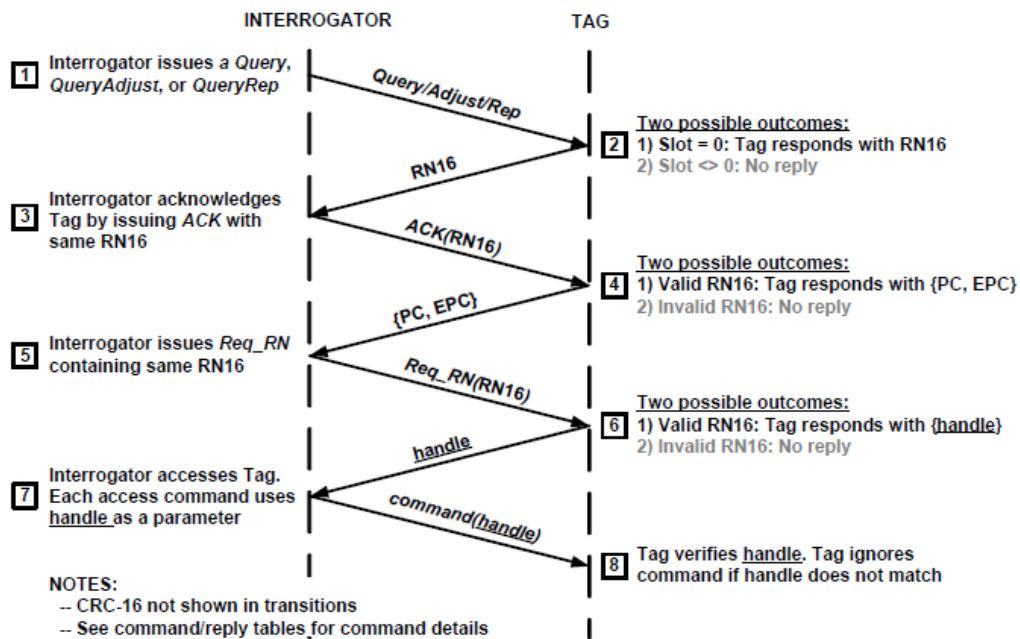 INTERROGATOR
TAG
1
Interrogator issues a Query,
QueryAdjust, or QueryRep
Query/Adjust/Rep
2
Two possible outcomes:
1) Slot = 0: Tag responds with RN16
2) Slot <> 0: No reply
RN16
3
Interrogator acknowledges
Tag by issuing ACK with
same RN16
ACK(RN16)
4
Two possible outcomes:
1) Valid RN16: Tag responds with {PC, EPC}
2) Invalid RN16: No reply
{PC, EPC}
5
Interrogator issues Req_RN
containing same RN16
Req_RN(RN16)
6
Two possible outcomes:
1) Valid RN16: Tag responds with {handle}
2) Invalid RN16: No reply
handle
7
Interrogator accesses Tag.
Each access command uses
handle as a parameter
command(handle)
8
Tag verifies handle. Tag ignores
command if handle does not match
NOTES:
-- CRC-16 not shown in transitions
-- See command/reply tables for command details